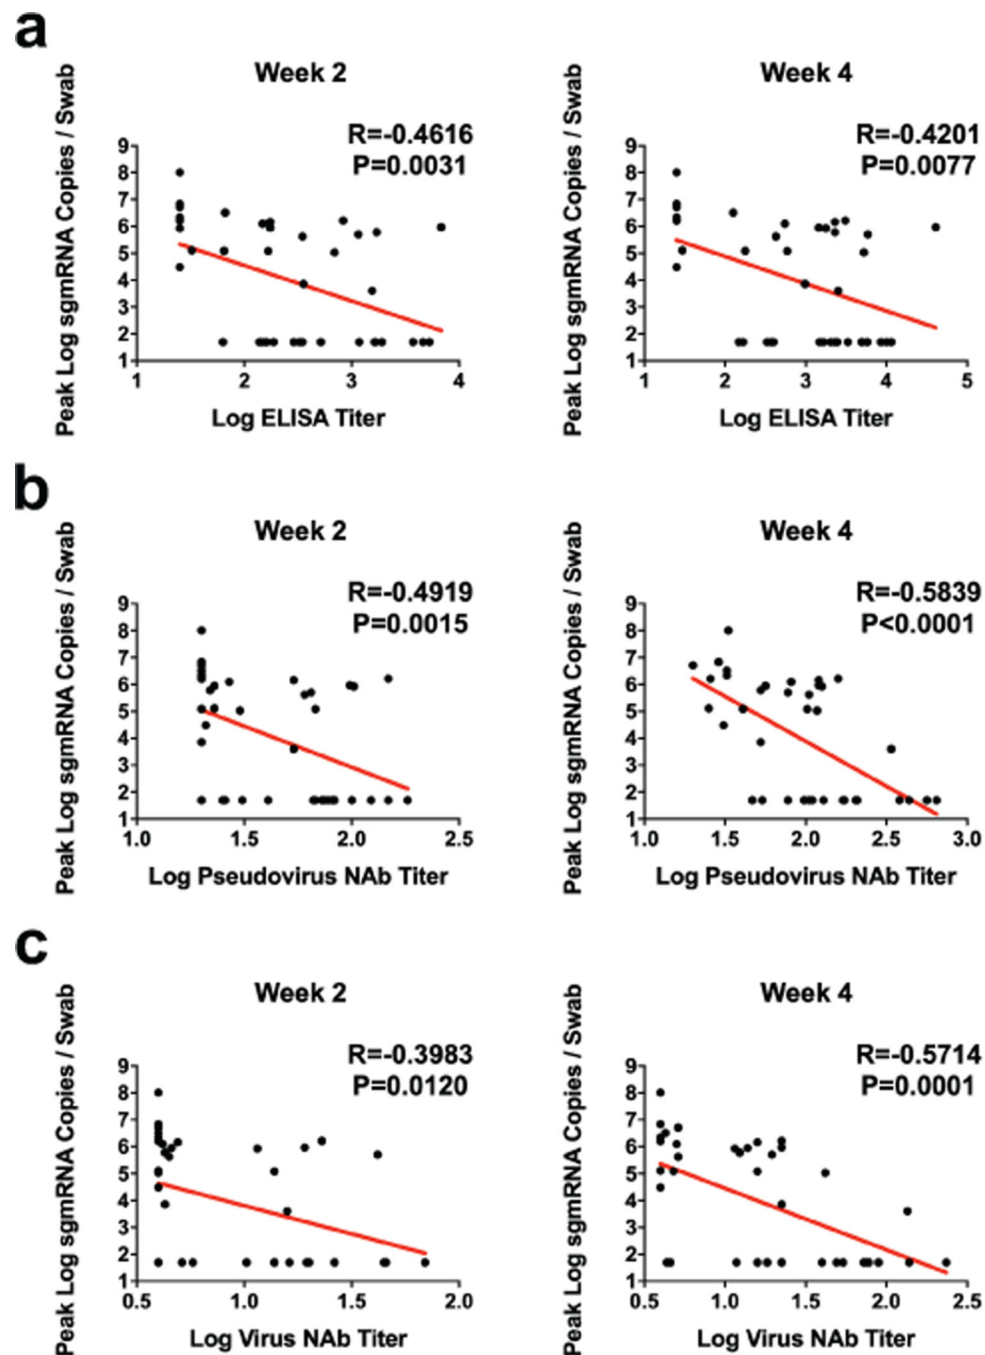 a
Week 2
R=-0.4616
P=0.0031
Peak Log sgmRNA Copies / Swab
9
8
7
6
5
4
3
2
1
1 2 3 4
Log ELISA Titer
Week 4
R=-0.4201
P=0.0077
Peak Log sgmRNA Copies / Swab
9
8
7
6
5
4
3
2
1
1 2 3 4 5
Log ELISA Titer
b
Week 2
R=-0.4919
P=0.0015
Peak Log sgmRNA Copies / Swab
9
8
7
6
5
4
3
2
1
1.0 1.5 2.0 2.5
Log Pseudovirus NAb Titer
Week 4
R=-0.5839
P<0.0001
Peak Log sgmRNA Copies / Swab
9
8
7
6
5
4
3
2
1
1.0 1.5 2.0 2.5 3.0
Log Pseudovirus NAb Titer
c
Week 2
R=-0.3983
P=0.0120
Peak Log sgmRNA Copies / Swab
9
8
7
6
5
4
3
2
1
0.5 1.0 1.5 2.0
Log Virus NAb Titer
Week 4
R=-0.5714
P=0.0001
Peak Log sgmRNA Copies / Swab
9
8
7
6
5
4
3
2
1
0.5 1.0 1.5 2.0 2.5
Log Virus NAb Titer